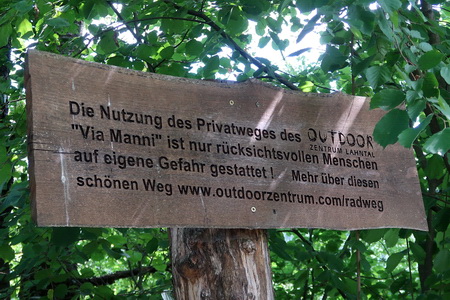 Die Nutzung des Privatweges des OUTDOOR
ZENTRUM LAHNTAL
"Via Manni" ist nur rücksichtsvollen Menschen
auf eigene Gefahr gestattet ! Mehr über diesen
schönen Weg www.outdoorzentrum.com/radweg